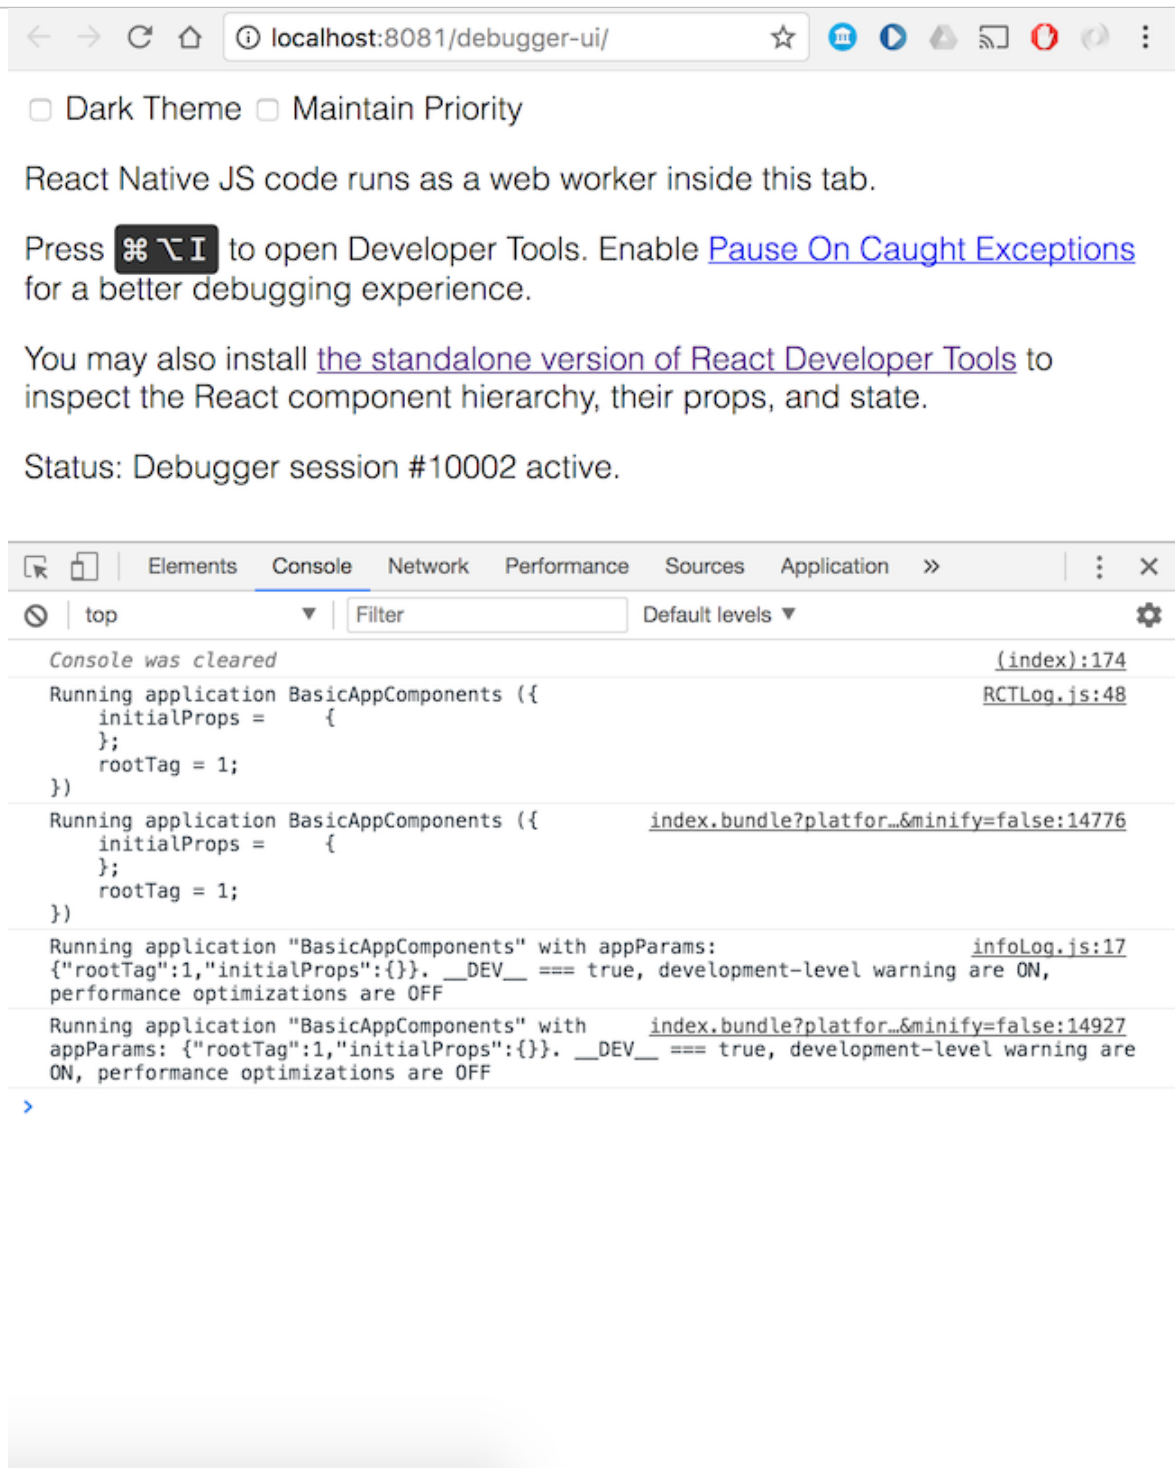 localhost:8081/debugger-ui/
Dark Theme Maintain Priority
React Native JS code runs as a web worker inside this tab.
Press ⌘⌥I to open Developer Tools. Enable Pause On Caught Exceptions
for a better debugging experience.
You may also install the standalone version of React Developer Tools to
inspect the React component hierarchy, their props, and state.
Status: Debugger session #10002 active.
Elements Console Network Performance Sources Application »
top ▼ Filter Default levels ▼
Console was cleared (index):174
Running application BasicAppComponents ({ RCTLog.js:48
initialProps =     {
};
rootTag = 1;
})
Running application BasicAppComponents ({ index.bundle?platfor…&minify=false:14776
initialProps =     {
};
rootTag = 1;
})
Running application "BasicAppComponents" with appParams: infoLog.js:17
{"rootTag":1,"initialProps":{}}. __DEV__ === true, development-level warning are ON,
performance optimizations are OFF
Running application "BasicAppComponents" with index.bundle?platfor…&minify=false:14927
appParams: {"rootTag":1,"initialProps":{}}. __DEV__ === true, development-level warning are
ON, performance optimizations are OFF
>